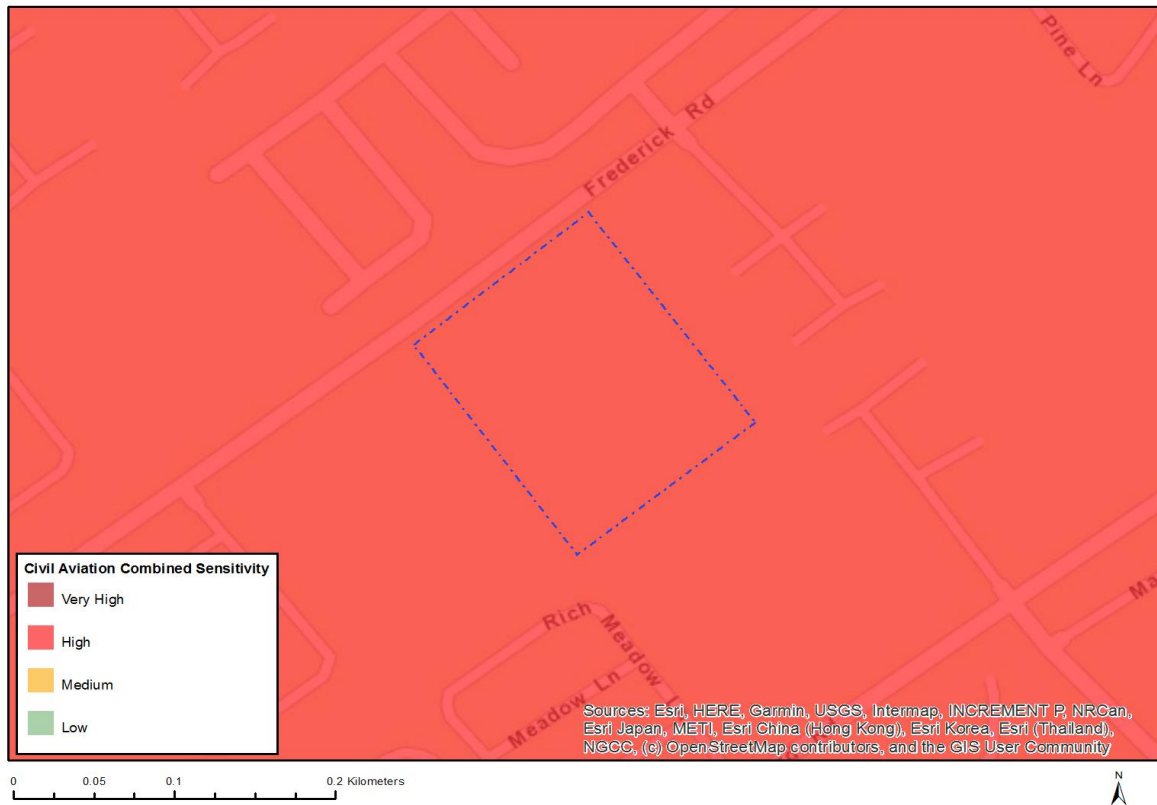 Pine Ln
Frederick Rd
Civil Aviation Combined Sensitivity
Very High
High
Medium
Low
Rich Meadow
Meadow Ln
Ma
Sources: Esri, HERE, Garmin, USGS, Intermap, INCREMENT P, NRCan,
Esri Japan, METI, Esri China (Hong Kong), Esri Korea, Esri (Thailand),
NGCC, (c) OpenStreetMap contributors, and the GIS User Community
0 0.05 0.1 0.2 Kilometers
N